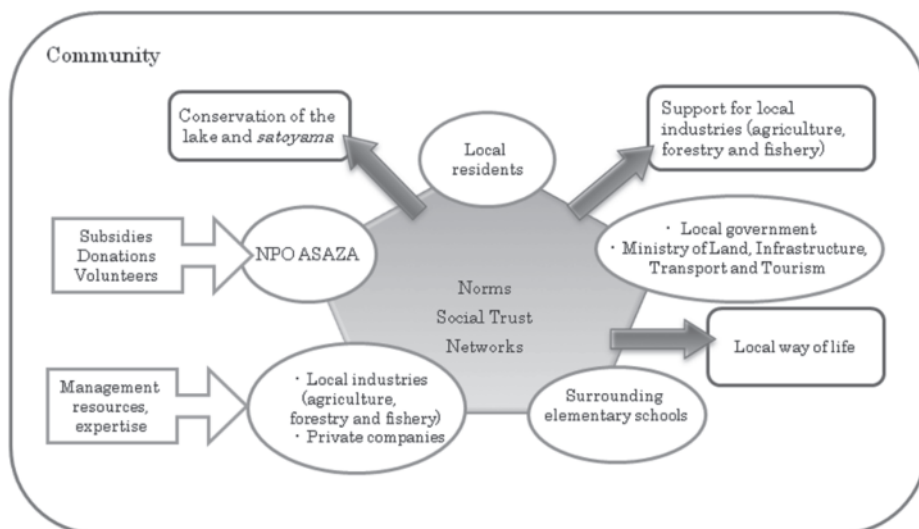 Community
Conservation of the
lake and satoyama
Local
residents
Support for local
industries (agriculture,
forestry and fishery)
Subsidies
Donations
Volunteers
NPO ASAZA
・Local government
・Ministry of Land, Infrastructure,
Transport and Tourism
Norms
Social Trust
Networks
Local way of life
Management
resources,
expertise
・Local industries
(agriculture,
forestry and fishery)
・Private companies
Surrounding
elementary schools